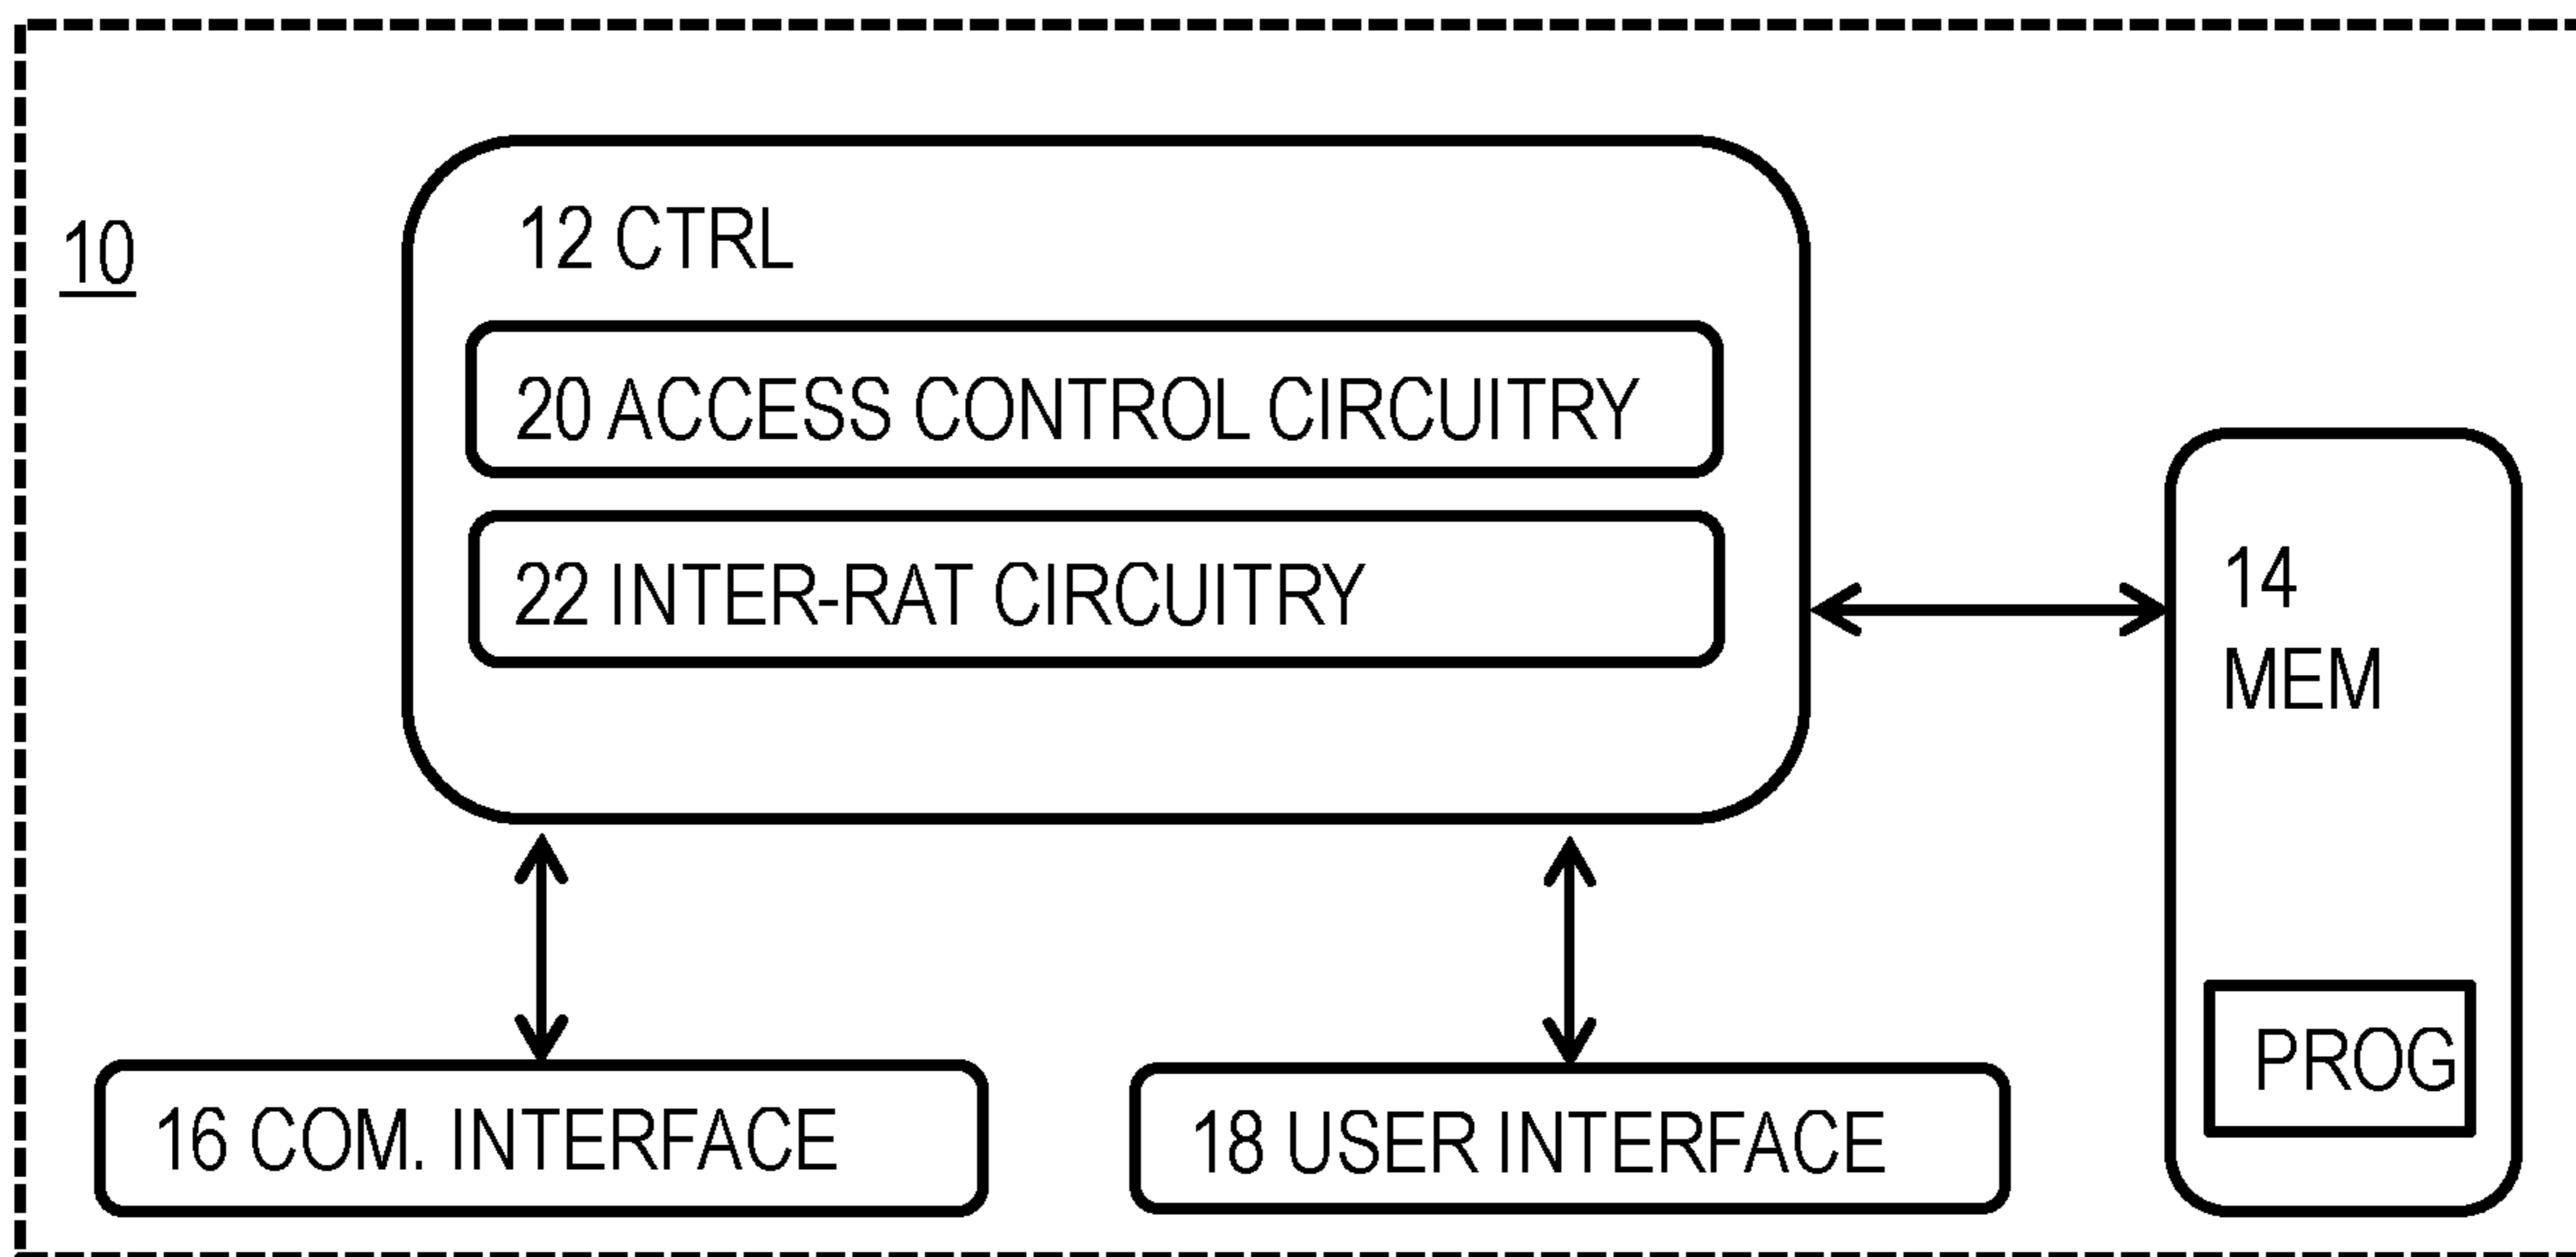 10
12 CTRL
20 ACCESS CONTROL CIRCUITRY
22 INTER-RAT CIRCUITRY
14
MEM
PROG
16 COM. INTERFACE
18 USER INTERFACE